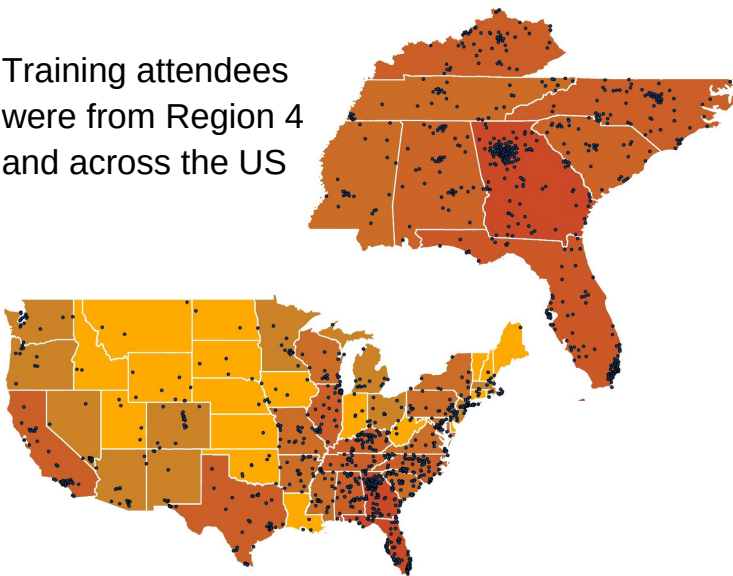 Training attendees
were from Region 4
and across the US